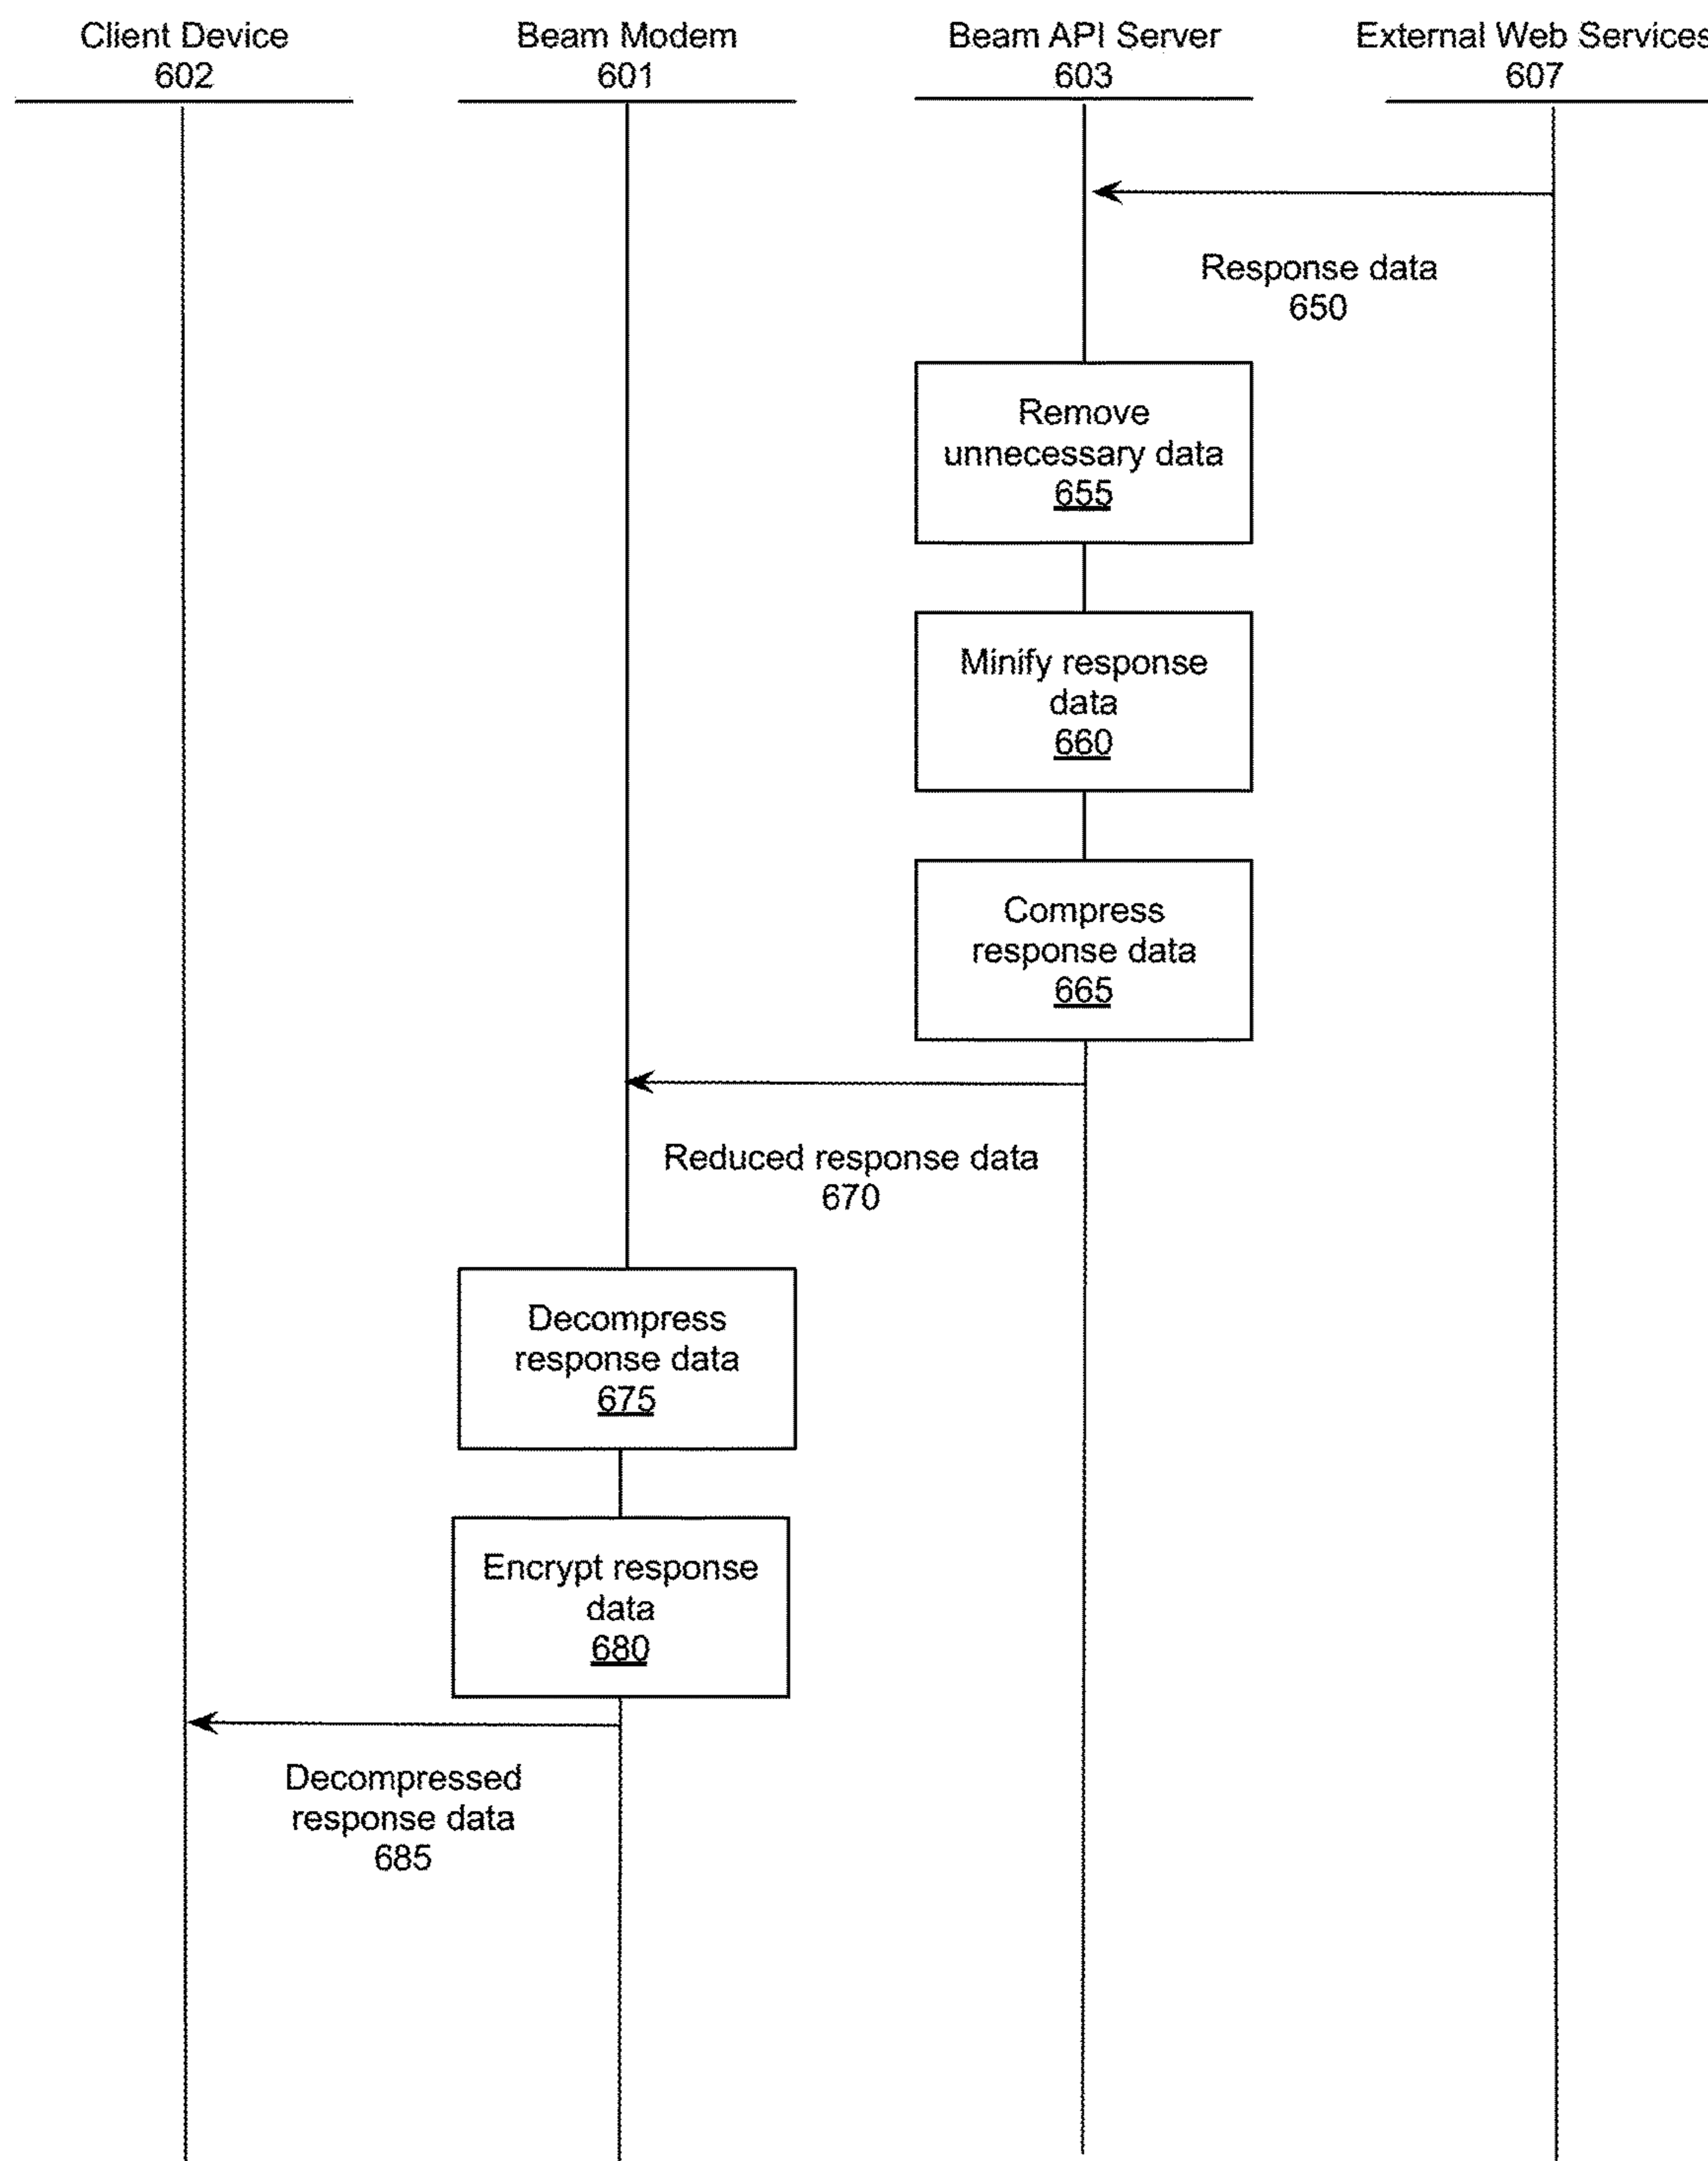 Client Device
602
Beam Modem
601
Beam API Server
603
External Web Services
607
Response data
650
Remove
unnecessary data
655
Minify response
data
660
Compress
response data
665
Reduced response data
670
Decompress
response data
675
Encrypt response
data
680
Decompressed
response data
685